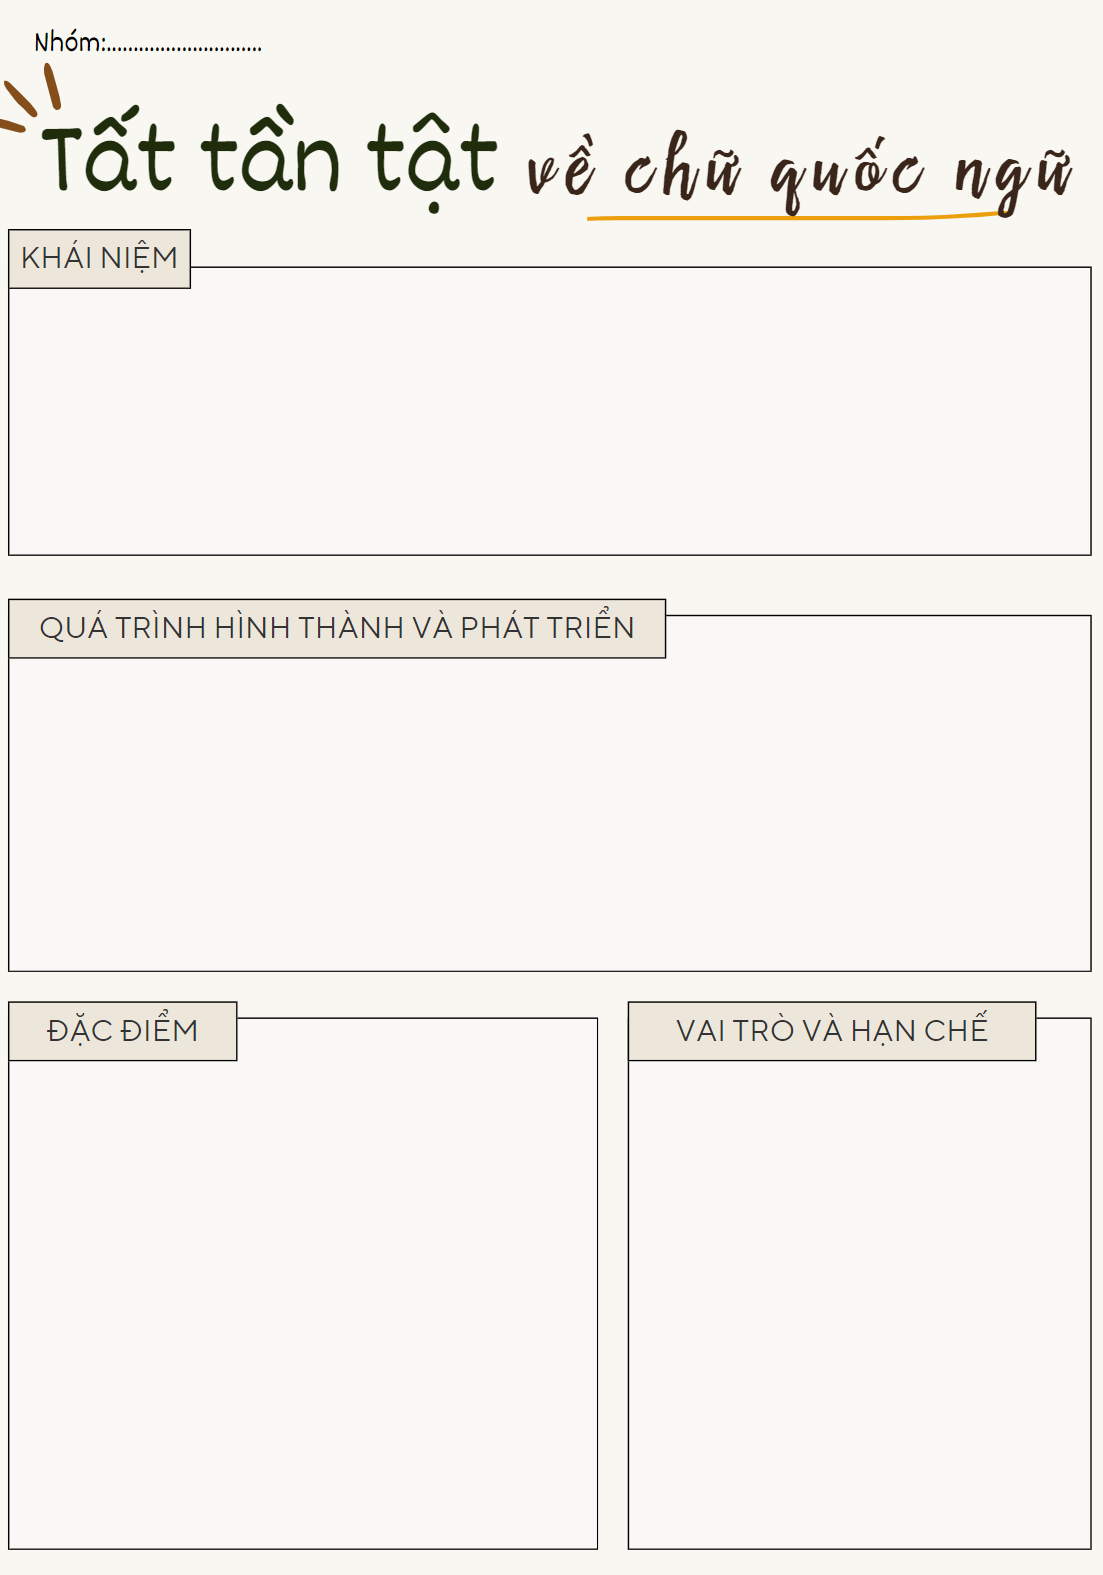 Nhóm:.............................
Tất tần tật về chữ quốc ngữ
KHÁI NIỆM
QUÁ TRÌNH HÌNH THÀNH VÀ PHÁT TRIỂN
ĐẶC ĐIỂM
VAI TRÒ VÀ HẠN CHẾ